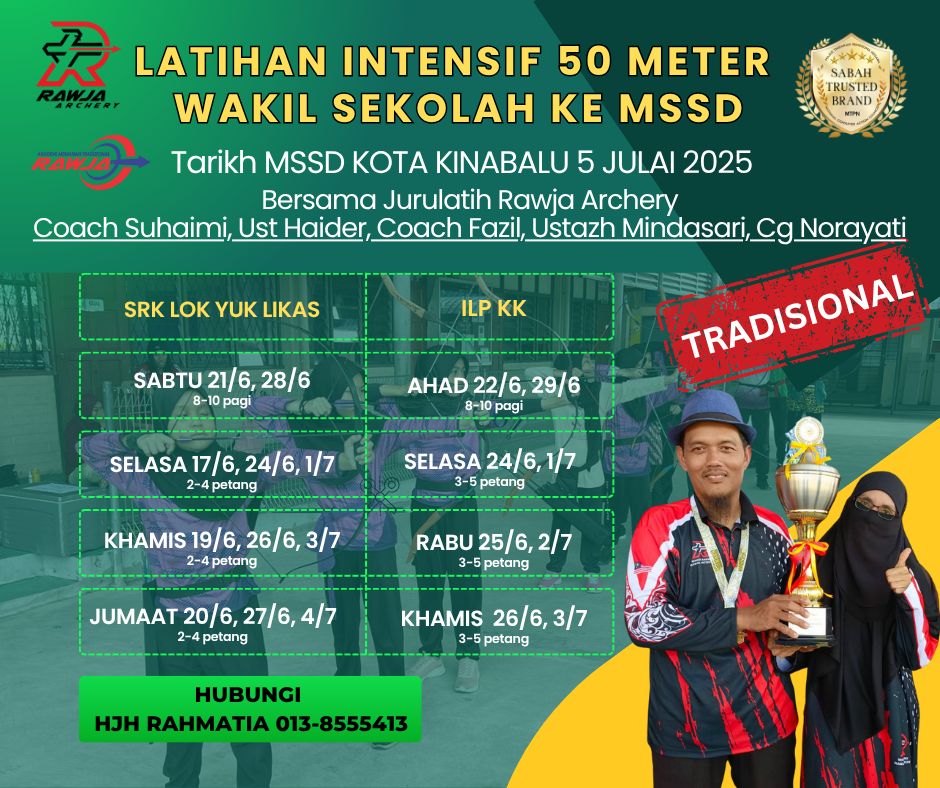 RAWJA
ARCHERY
LATIHAN INTENSIF 50 METER
WAKIL SEKOLAH KE MSSD
SABAH
TRUSTED
BRAND
MTPN
RAWJA
Tarikh MSSD KOTA KINABALU 5 JULAI 2025
Bersama Jurulatih Rawja Archery
Coach Suhaimi, Ust Haider, Coach Fazil, Ustazh Mindasari, Cg Norayati
TRADISIONAL
SRK LOK YUK LIKAS
ILP KK
SABTU 21/6, 28/6
8-10 pagi
AHAD 22/6, 29/6
8-10 pagi
SELASA 17/6, 24/6, 1/7
2-4 petang
SELASA 24/6, 1/7
3-5 petang
KHAMIS 19/6, 26/6, 3/7
2-4 petang
RABU 25/6, 2/7
3-5 petang
JUMAAT 20/6, 27/6, 4/7
2-4 petang
KHAMIS 26/6, 3/7
3-5 petang
HUBUNGI
HJH RAHMATIA 013-8555413